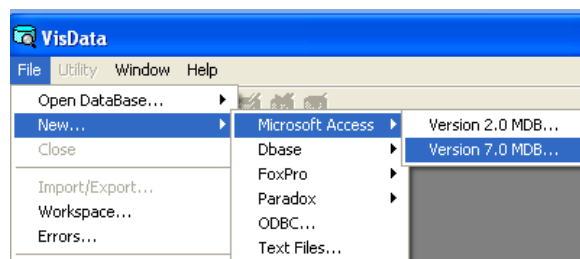 VisData
File Utility Window Help
Open DataBase...
New... Microsoft Access Version 2.0 MDB...
Close Dbase Version 7.0 MDB...
FoxPro
Import/Export... Paradox
Workspace... ODBC...
Errors... Text Files...